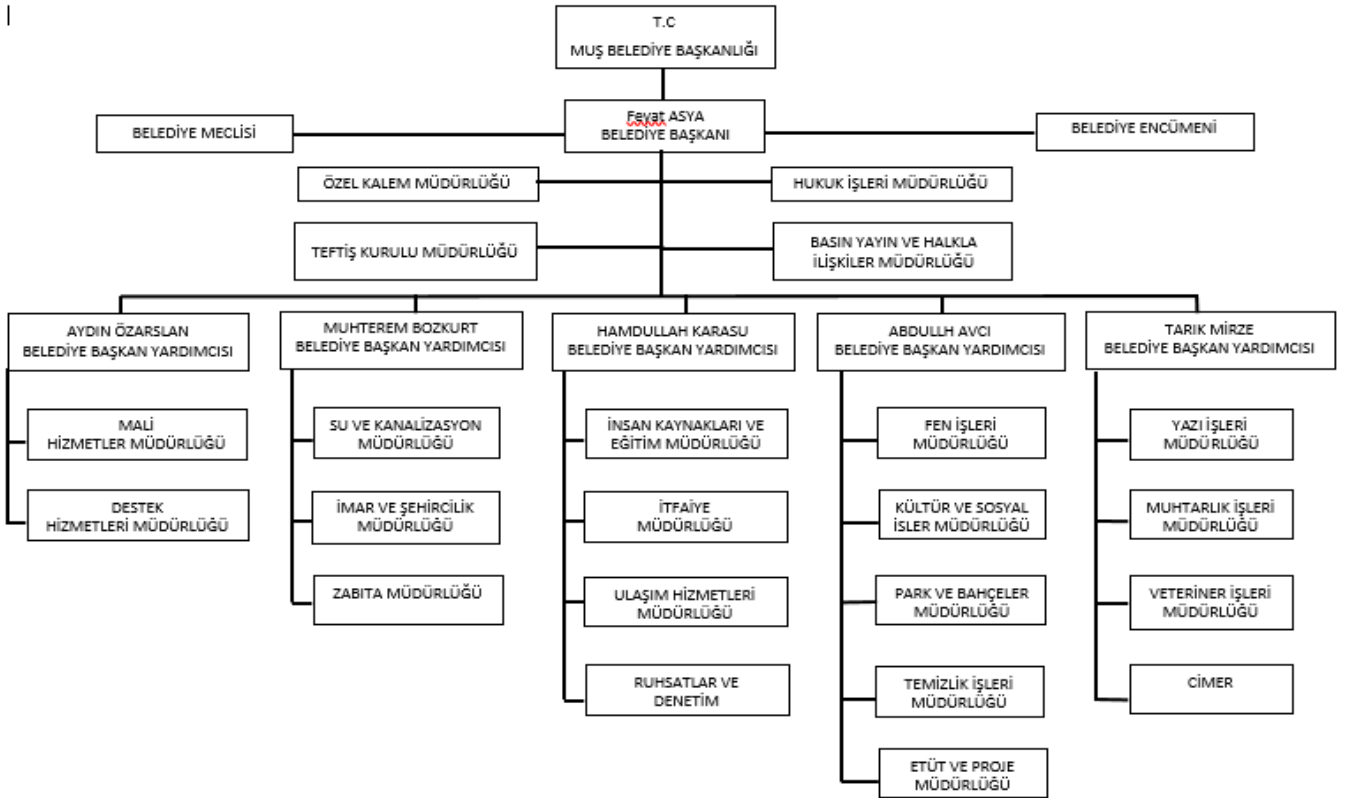 T.C
MUŞ BELEDİYE BAŞKANLIĞI
Feyat ASYA
BELEDİYE BAŞKANI
BELEDİYE MECLİSİ
BELEDİYE ENCÜMENİ
ÖZEL KALEM MÜDÜRLÜĞÜ
HUKUK İŞLERİ MÜDÜRLÜĞÜ
TEFTİŞ KURULU MÜDÜRLÜĞÜ
BASIN YAYIN VE HALKLA
İLİŞKİLER MÜDÜRLÜĞÜ
AYDIN ÖZARSLAN
BELEDİYE BAŞKAN YARDIMCISI
MALİ
HİZMETLER MÜDÜRLÜĞÜ
DESTEK
HİZMETLERİ MÜDÜRLÜĞÜ
MUHTEREM BOZKURT
BELEDİYE BAŞKAN YARDIMCISI
SU VE KANALİZASYON
MÜDÜRLÜĞÜ
İMAR VE ŞEHİRCİLİK
MÜDÜRLÜĞÜ
ZABITA MÜDÜRLÜĞÜ
HAMDULLAH KARASU
BELEDİYE BAŞKAN YARDIMCISI
İNSAN KAYNAKLARI VE
EĞİTİM MÜDÜRLÜĞÜ
İTFAİYE
MÜDÜRLÜĞÜ
ULAŞIM HİZMETLERİ
MÜDÜRLÜĞÜ
RUHSATLAR VE
DENETİM
ABDULLH AVCI
BELEDİYE BAŞKAN YARDIMCISI
FEN İŞLERİ
MÜDÜRLÜĞÜ
KÜLTÜR VE SOSYAL
İSLER MÜDÜRLÜĞÜ
PARK VE BAHÇELER
MÜDÜRLÜĞÜ
TEMİZLİK İŞLERİ
MÜDÜRLÜĞÜ
ETÜT VE PROJE
MÜDÜRLÜĞÜ
TARIK MİRZE
BELEDİYE BAŞKAN YARDIMCISI
YAZI İŞLERİ
MÜDÜRLÜĞÜ
MUHTARLIK İŞLERİ
MÜDÜRLÜĞÜ
VETERİNER İŞLERİ
MÜDÜRLÜĞÜ
CİMER